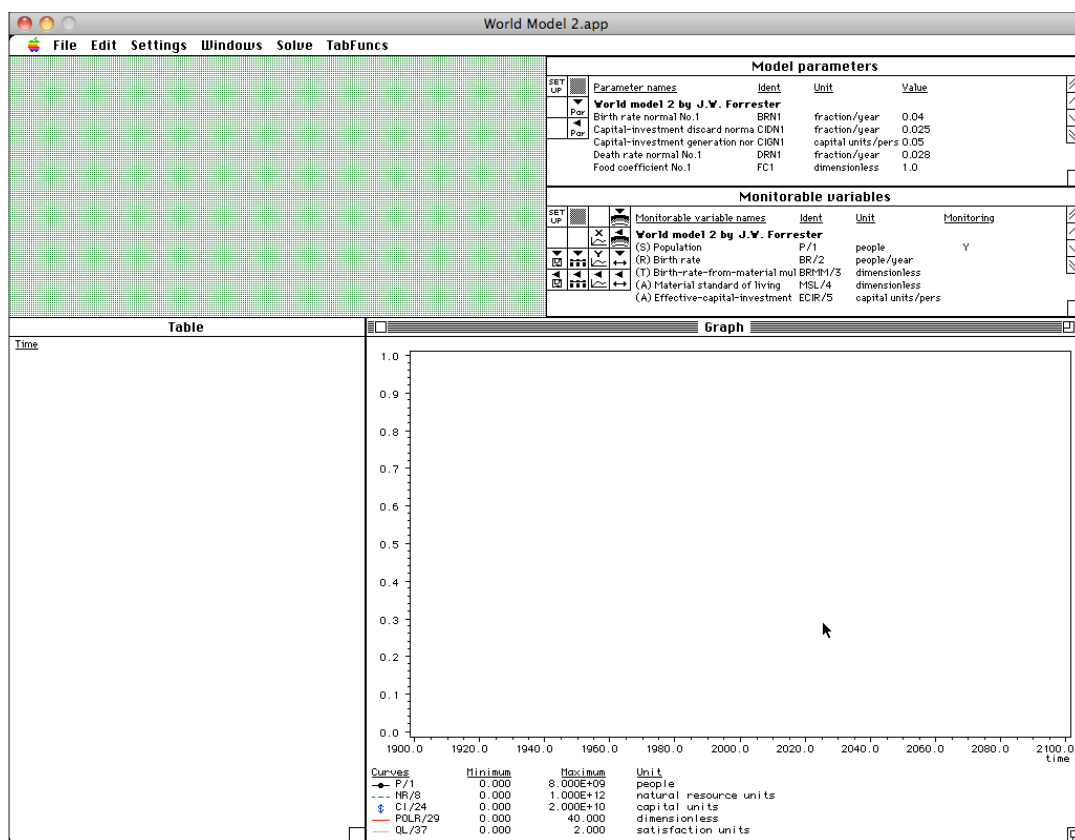 World Model 2.app
File Edit Settings Windows Solve TabFuncs
Model parameters
SET UP
Par
Par
Parameter names Ident Unit Value
World model 2 by J.W. Forrester
Birth rate normal No.1 BRN1 fraction/year 0.04
Capital-investment discard norma CIDN1 fraction/year 0.025
Capital-investment generation nor CIGN1 capital units/pers 0.05
Death rate normal No.1 DRN1 fraction/year 0.028
Food coefficient No.1 FC1 dimensionless 1.0
Monitorable variables
SET UP
X
Y
Monitorable variable names Ident Unit Monitoring
World model 2 by J.W. Forrester
(S) Population P/1 people Y
(R) Birth rate BR/2 people/year
(T) Birth-rate-from-material mul BRMM/3 dimensionless
(A) Material standard of living MSL/4 dimensionless
(A) Effective-capital-investment ECIR/5 capital units/pers
Table
Time
Graph
1.0
0.9
0.8
0.7
0.6
0.5
0.4
0.3
0.2
0.1
0.0
1900.0 1920.0 1940.0 1960.0 1980.0 2000.0 2020.0 2040.0 2060.0 2080.0 2100.0
time
Curves Minimum Maximum Unit
P/1 0.000 8.000E+09 people
NR/8 0.000 1.000E+12 natural resource units
$ CI/24 0.000 2.000E+10 capital units
POLR/29 0.000 40.000 dimensionless
QL/37 0.000 2.000 satisfaction units